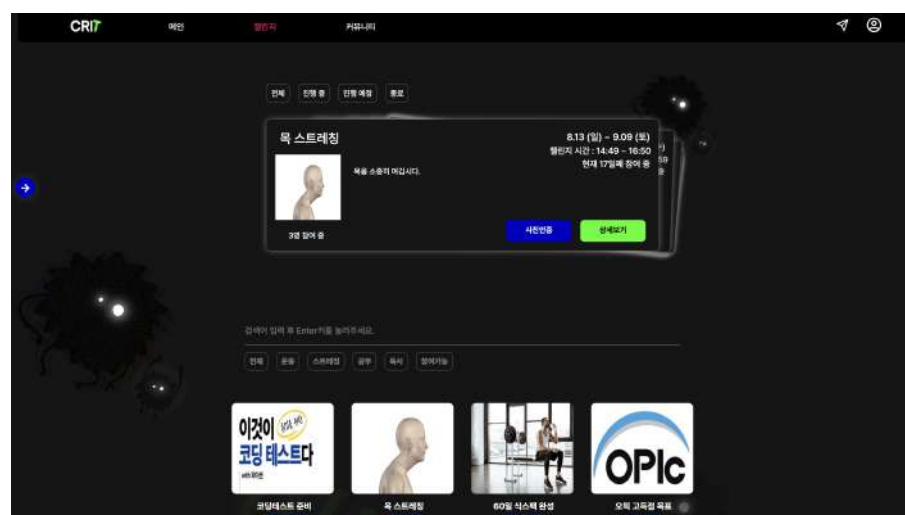 CRIT
메인
챌린지
커뮤니티
전체
진행 중
진행 예정
종료
목 스트레칭
8.13 (일) ~ 9.09 (토)
챌린지 시간 : 14:49 ~ 16:50
현재 17일째 참여 중
목을 소중히 여깁시다.
3명 참여 중
사진인증
상세보기
검색어 입력 후 Enter키를 눌러주세요.
전체
운동
스트레칭
공부
독서
참여가능
이것이
코딩 테스트다
with 파이썬
OPIc
코딩테스트 준비
목 스트레칭
60일 식스팩 완성
오픽 고득점 목표